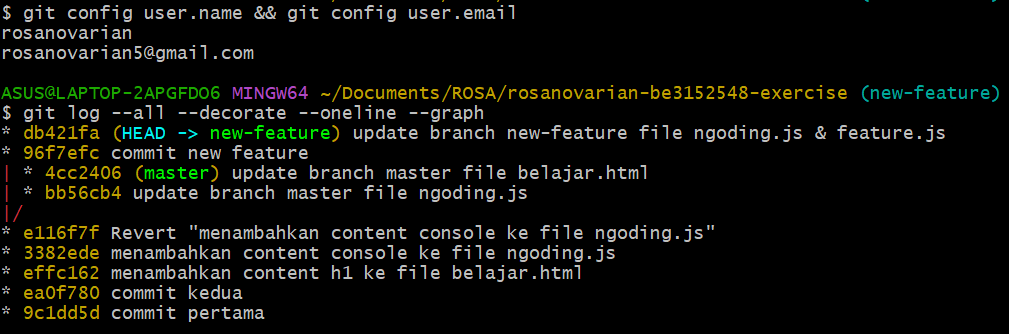 $ git config user.name && git config user.email
rosanovarian
rosanovarian5@gmail.com
ASUS@LAPTOP-2APGFDO6 MINGW64 ~/Documents/ROSA/rosanovarian-be3152548-exercise (new-feature)
$ git log --all --decorate --oneline --graph
* db421fa (HEAD -> new-feature) update branch new-feature file ngoding.js & feature.js
* 96f7efc commit new feature
| * 4cc2406 (master) update branch master file belajar.html
| * bb56cb4 update branch master file ngoding.js
|/
* e116f7f Revert "menambahkan content console ke file ngoding.js"
* 3382ede menambahkan content console ke file ngoding.js
* effc162 menambahkan content h1 ke file belajar.html
* ea0f780 commit kedua
* 9c1dd5d commit pertama